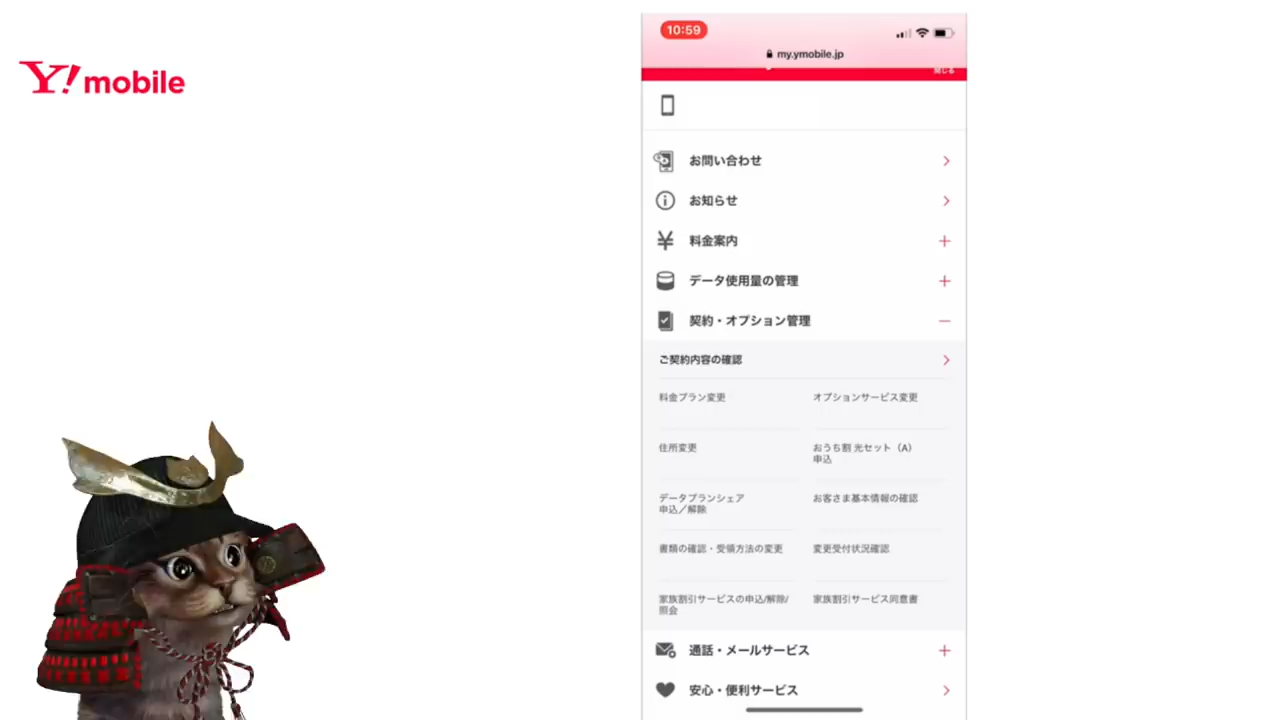 Y!mobile
10:59
my.ymobile.jp
閉じる
お問い合わせ
お知らせ
料金案内
データ使用量の管理
契約・オプション管理
ご契約内容の確認
料金プラン変更
オプションサービス変更
住所変更
おうち割 光セット（A）
申込
データプランシェア
申込／解除
お客さま基本情報の確認
書類の確認・受領方法の変更
変更受付状況確認
家族割引サービスの申込/解除/
照会
家族割引サービス同意書
通話・メールサービス
安心・便利サービス